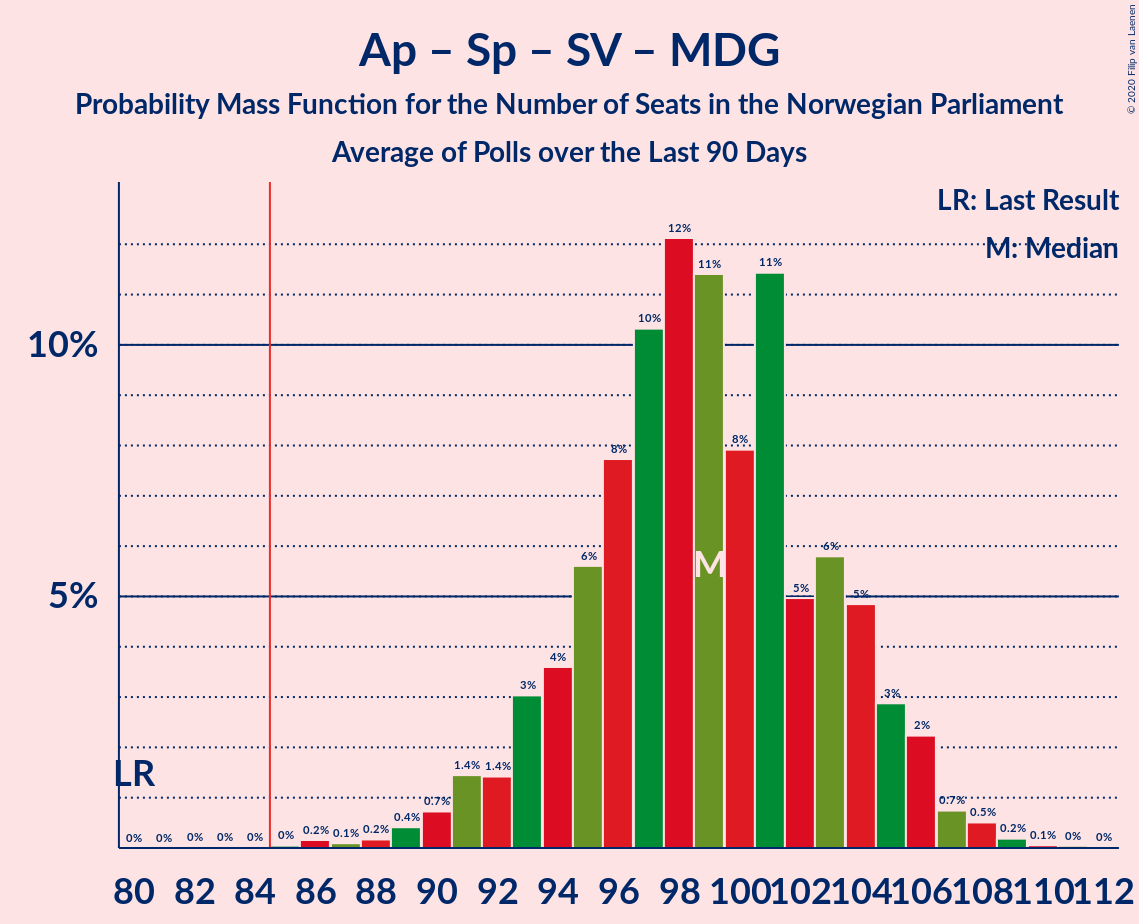 Ap – Sp – SV – MDG
Probability Mass Function for the Number of Seats in the Norwegian Parliament
Average of Polls over the Last 90 Days
© 2020 Filip van Laenen
LR: Last Result
M: Median
10%
5%
LR
M
0% 0% 0% 0% 0% 0% 0.2% 0.1% 0.2% 0.4% 0.7% 1.4% 1.4% 3% 4% 6% 8% 10% 12% 11% 8% 11% 5% 6% 5% 3% 2% 0.7% 0.5% 0.2% 0.1% 0% 0%
80 82 84 86 88 90 92 94 96 98 100 102 104 106 108 110 112